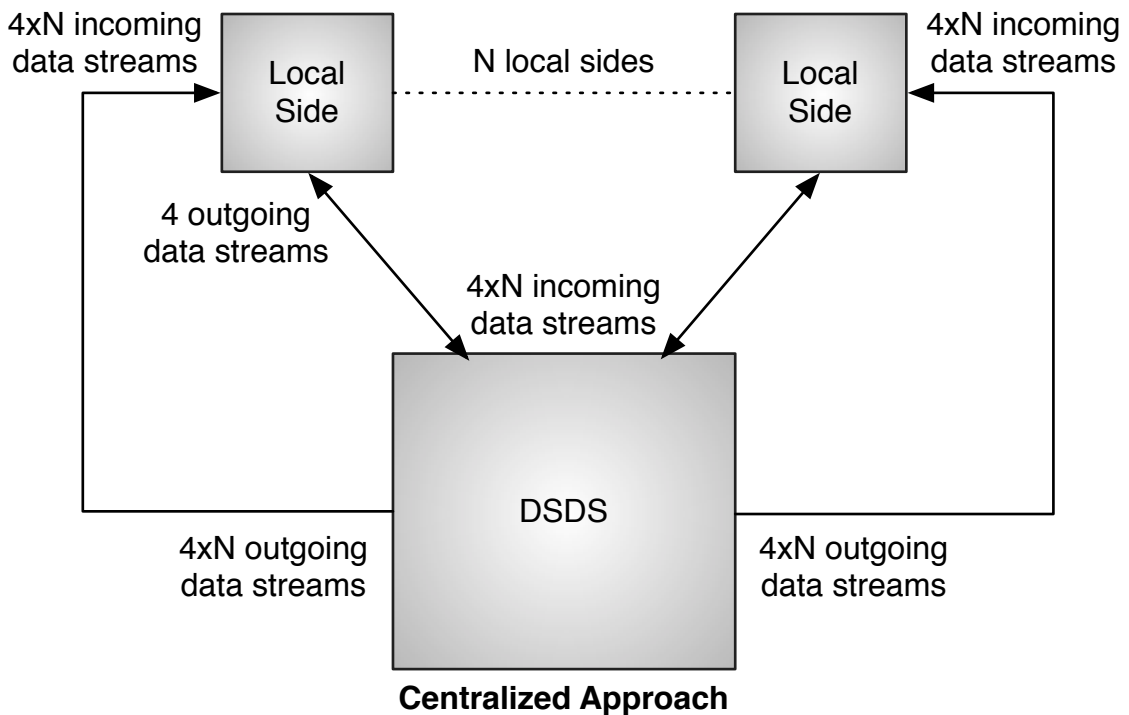 4xN incoming
data streams
Local
Side
N local sides
Local
Side
4xN incoming
data streams
4 outgoing
data streams
4xN incoming
data streams
DSDS
4xN outgoing
data streams
4xN outgoing
data streams
Centralized Approach